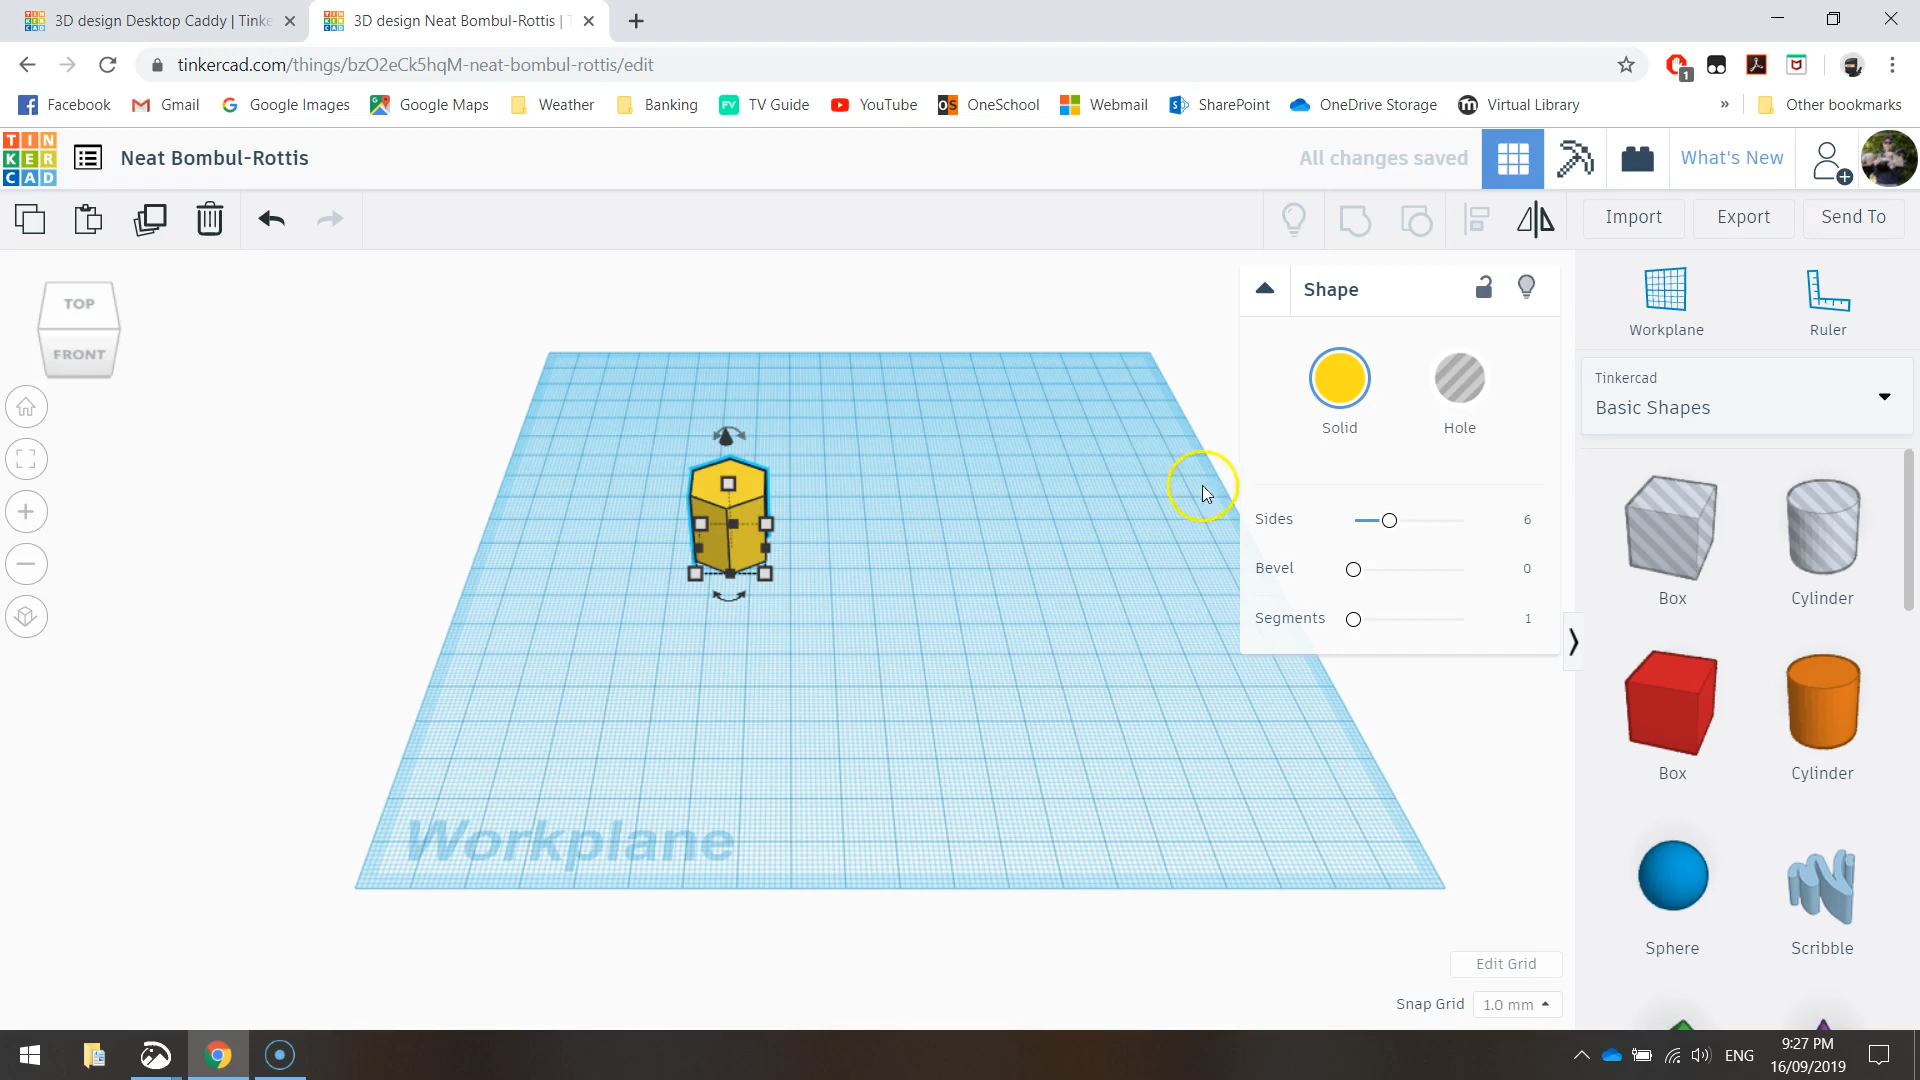 3D design Desktop Caddy | Tinke
3D design Neat Bombul-Rottis | T
tinkercad.com/things/bzO2eCk5hqM-neat-bombul-rottis/edit
1
Facebook
Gmail
Google Images
Google Maps
Weather
Banking
TV Guide
YouTube
OneSchool
Webmail
SharePoint
OneDrive Storage
Virtual Library
»
Other bookmarks
TIN
KER
CAD
Neat Bombul-Rottis
All changes saved
What's New
Import
Export
Send To
TOP
FRONT
Shape
Solid
Hole
Sides 6
Bevel 0
Segments 1
Workplane
Ruler
Tinkercad
Basic Shapes
Box
Cylinder
Box
Cylinder
Sphere
Scribble
Workplane
Edit Grid
Snap Grid 1.0 mm
ENG
9:27 PM
16/09/2019